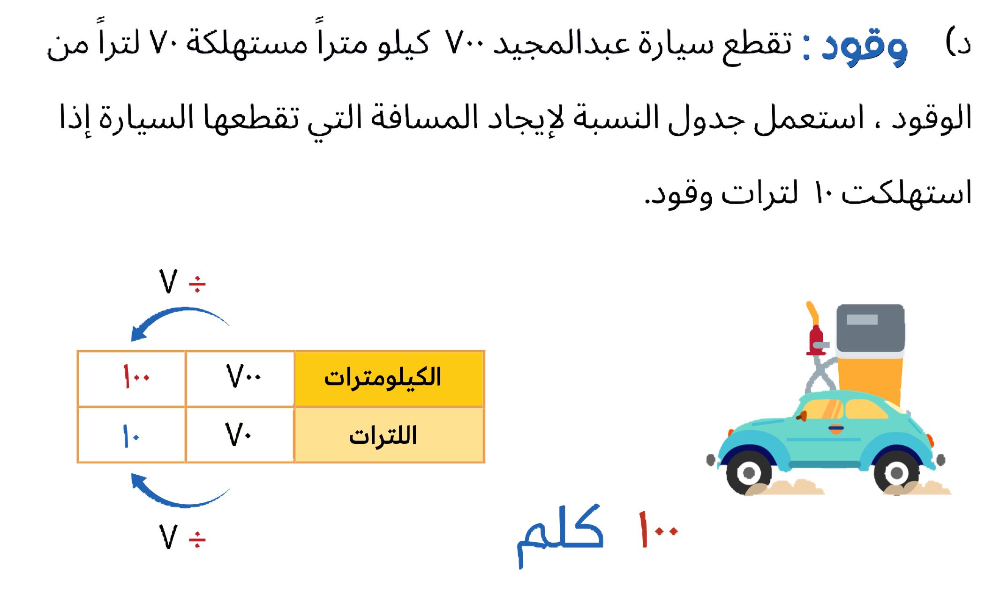 د) وقود : تقطع سيارة عبدالمجيد ٧٠٠ كيلو متراً مستهلكة ٧٠ لتراً من
الوقود ، استعمل جدول النسبة لإيجاد المسافة التي تقطعها السيارة إذا
استهلكت ١٠ لترات وقود.
÷ ٧
الكيلومترات ٧٠٠ ١٠٠
اللترات ٧٠ ١٠
÷ ٧
١٠٠ كلم